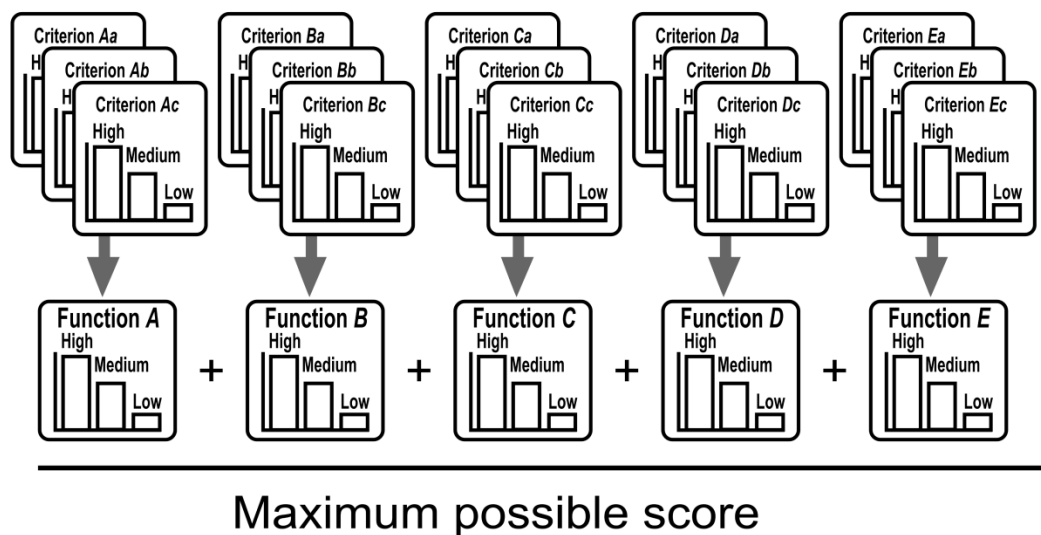 Criterion Aa
Criterion Ba
Criterion Ca
Criterion Da
Criterion Ea
H
H
H
H
H
Criterion Ab
Criterion Bb
Criterion Cb
Criterion Db
Criterion Eb
H
H
H
H
H
Criterion Ac
Criterion Bc
Criterion Cc
Criterion Dc
Criterion Ec
High
High
High
High
High
Medium
Medium
Medium
Medium
Medium
Low
Low
Low
Low
Low
Function A
Function B
Function C
Function D
Function E
High
High
High
High
High
Medium
Medium
Medium
Medium
Medium
+
+
+
+
Low
Low
Low
Low
Low
Maximum possible score